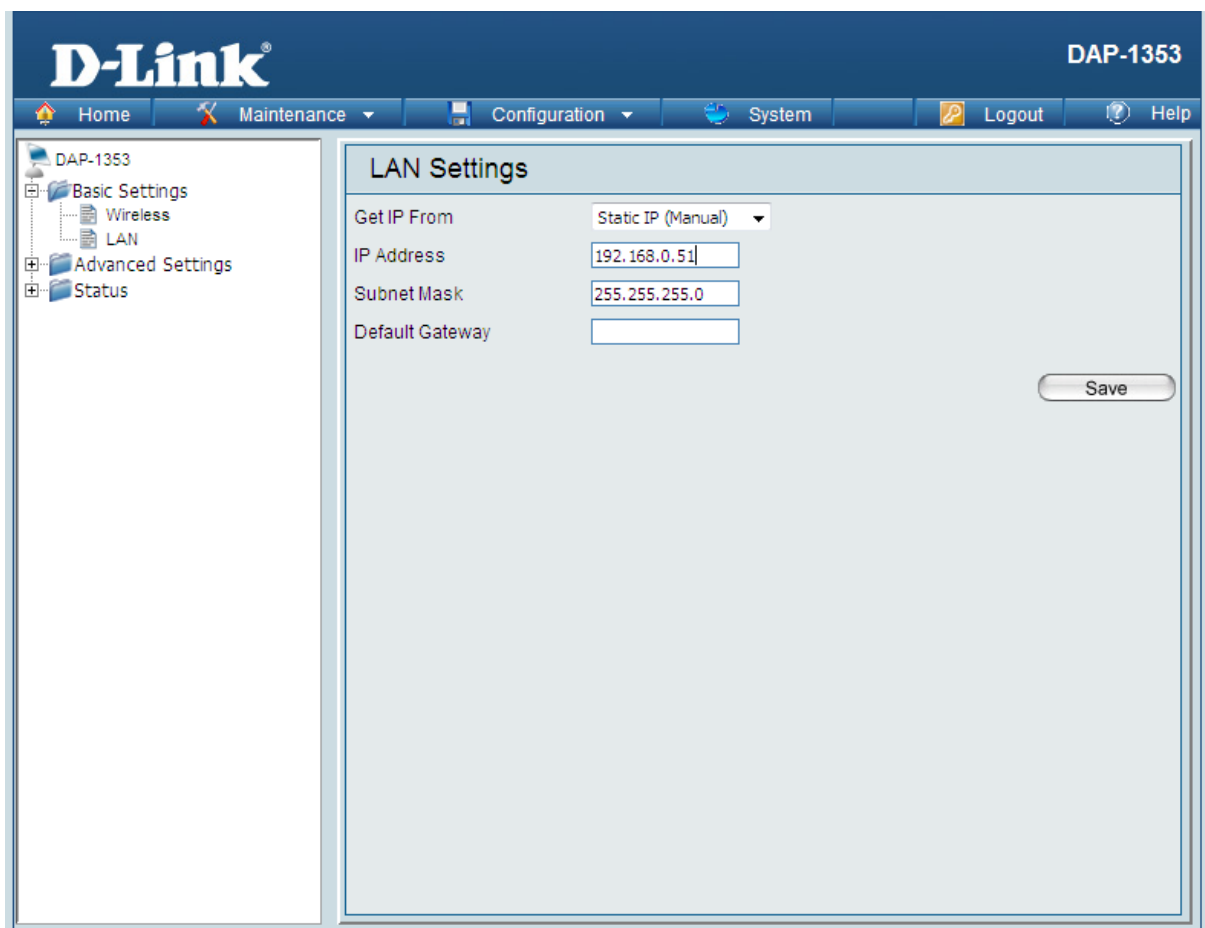 D-Link®
DAP-1353
Home Maintenance Configuration System Logout Help
DAP-1353
Basic Settings
Wireless
LAN
Advanced Settings
Status
LAN Settings
Get IP From Static IP (Manual)
IP Address 192.168.0.51
Subnet Mask 255.255.255.0
Default Gateway
Save